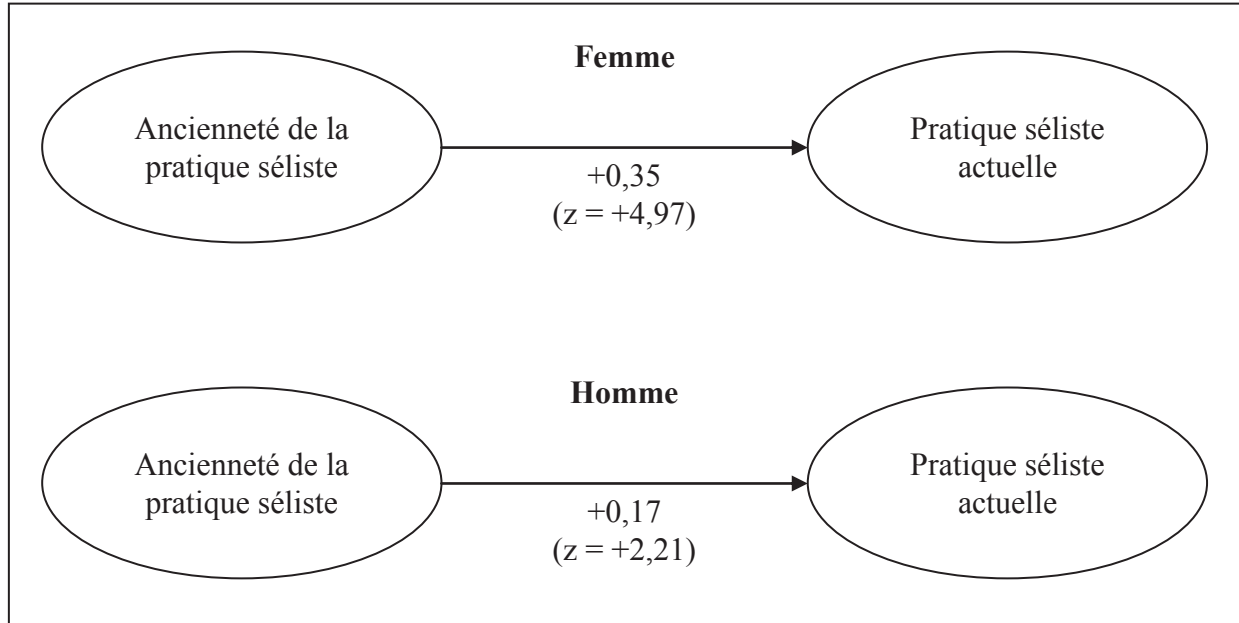 Femme
Ancienneté de la
pratique séliste
Pratique séliste
actuelle
+0,35
(z = +4,97)
Homme
Ancienneté de la
pratique séliste
Pratique séliste
actuelle
+0,17
(z = +2,21)